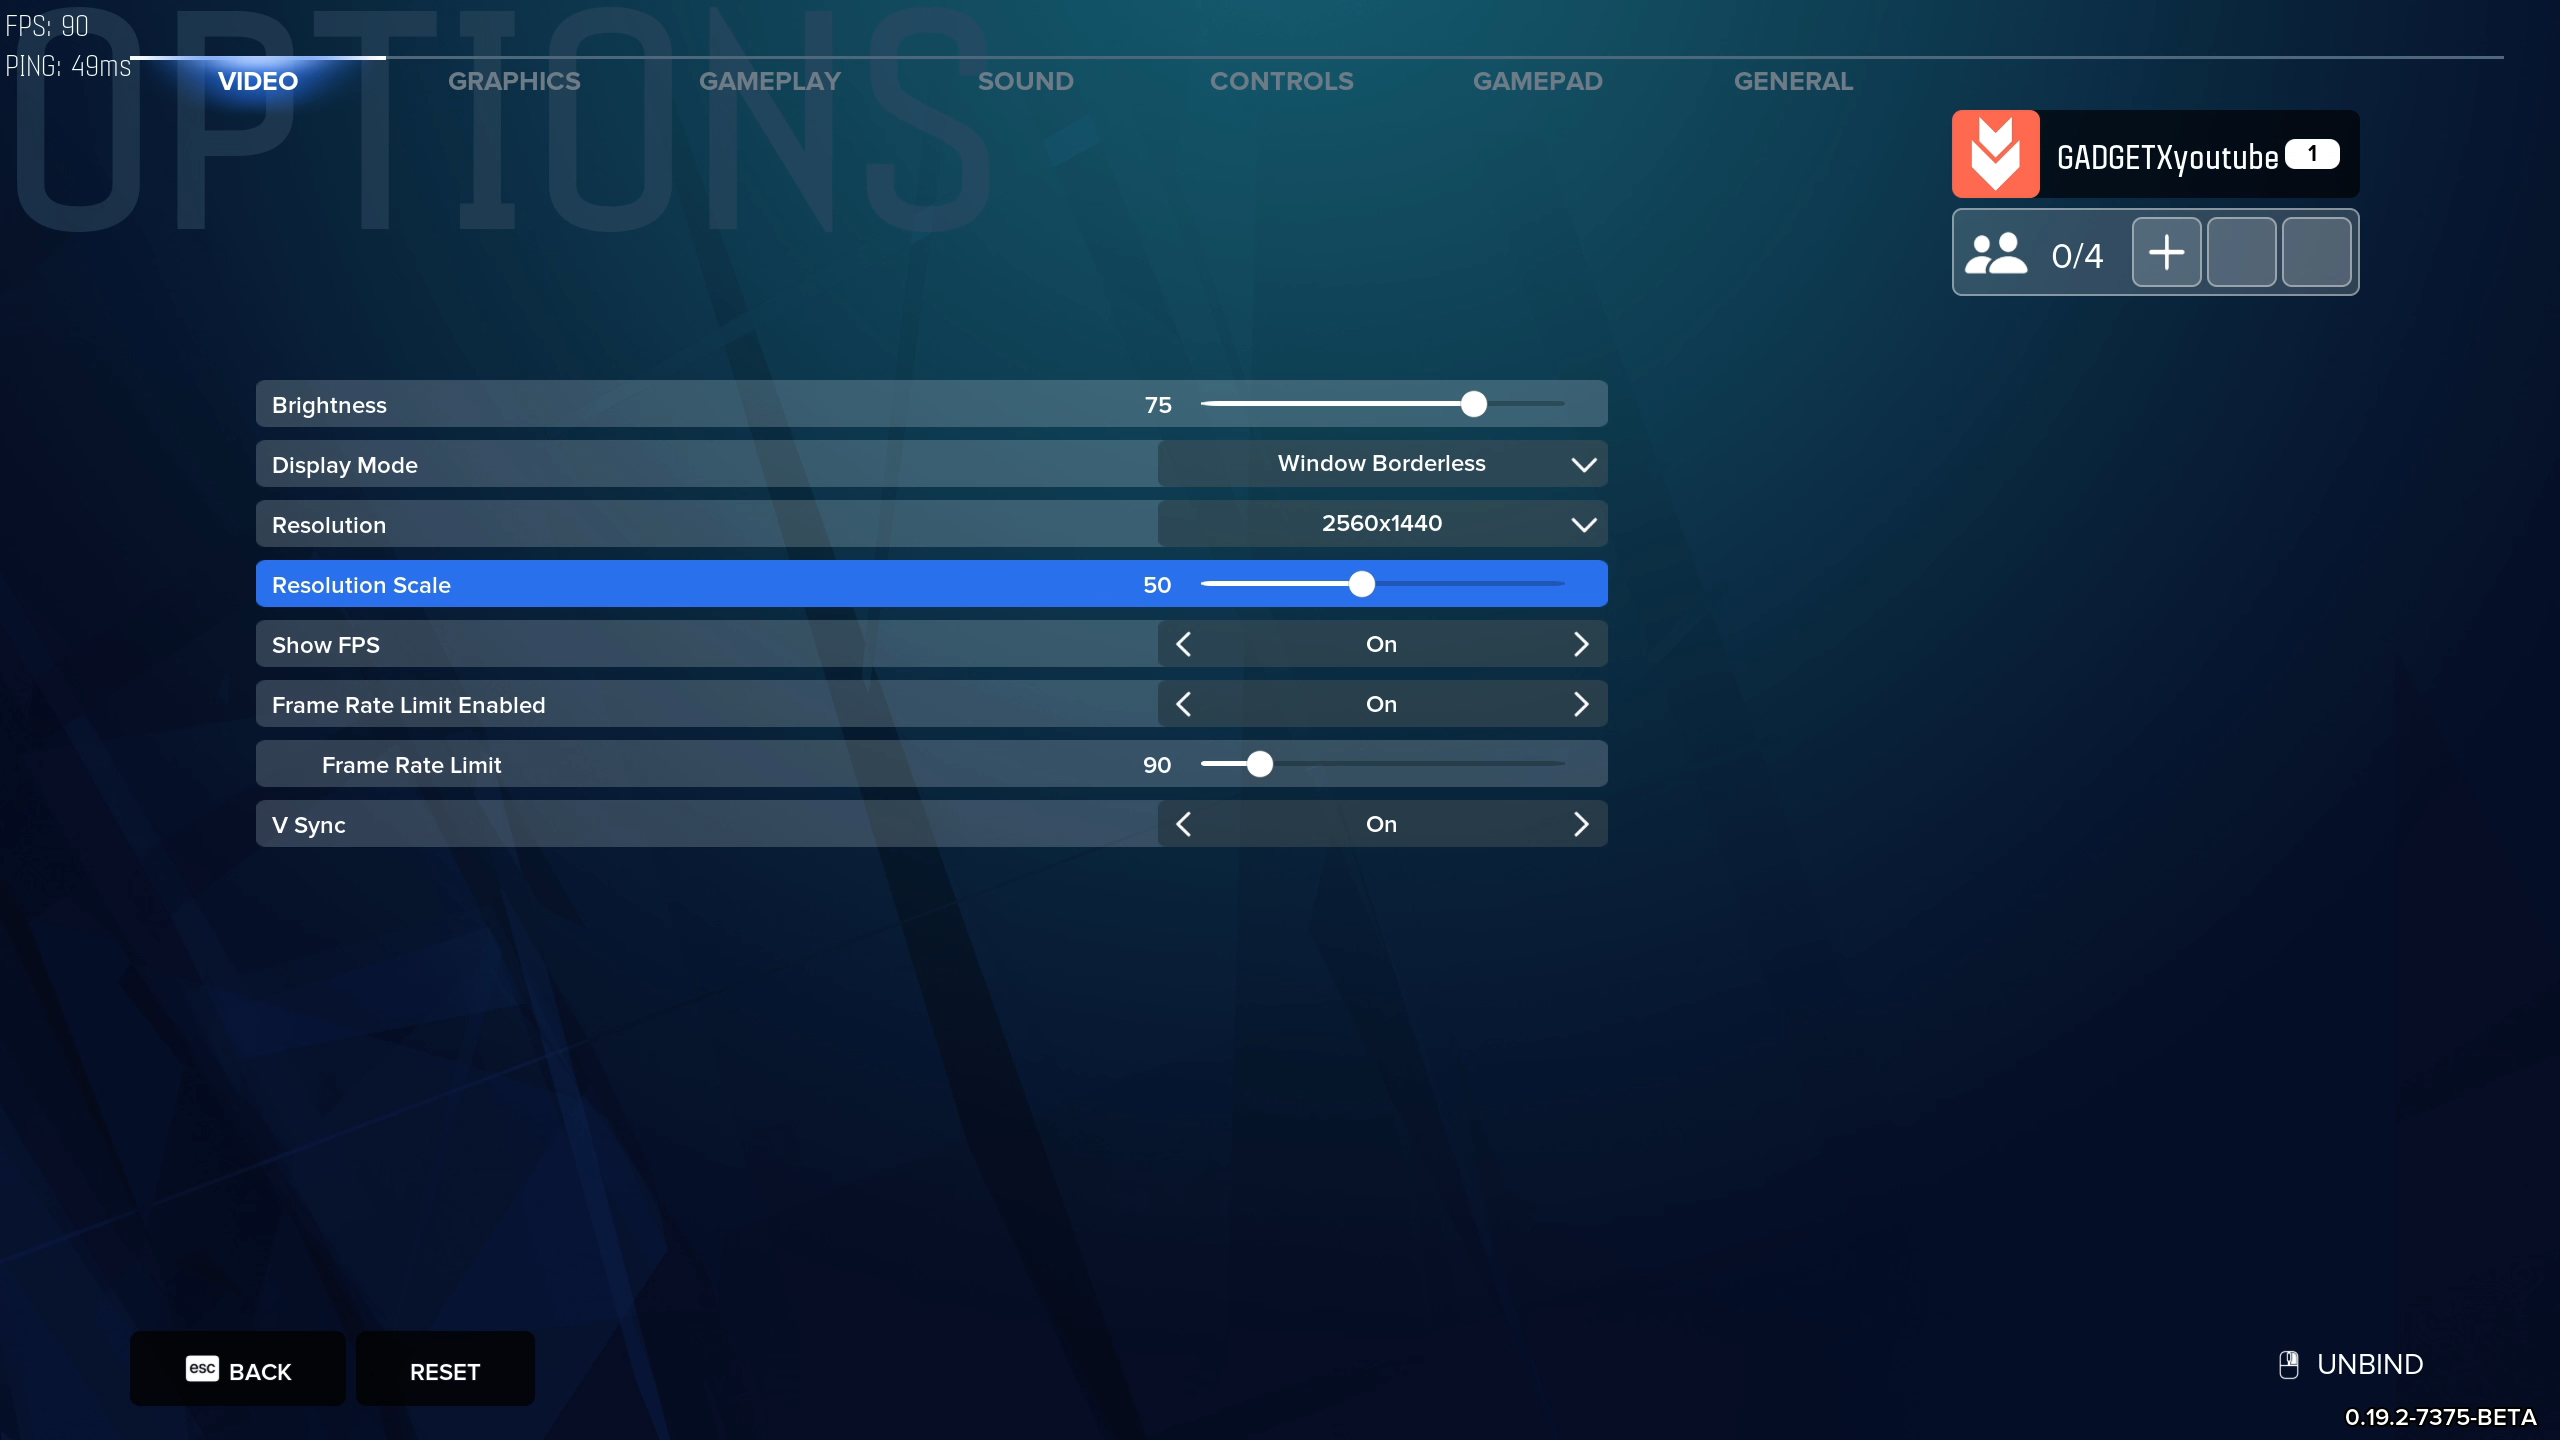 FPS: 90
PING: 49ms
OPTIONS
VIDEO
GRAPHICS
GAMEPLAY
SOUND
CONTROLS
GAMEPAD
GENERAL
GADGETXyoutube 1
0/4
Brightness 75
Display Mode Window Borderless
Resolution 2560x1440
Resolution Scale 50
Show FPS On
Frame Rate Limit Enabled On
Frame Rate Limit 90
V Sync On
esc BACK
RESET
UNBIND
0.19.2-7375-BETA